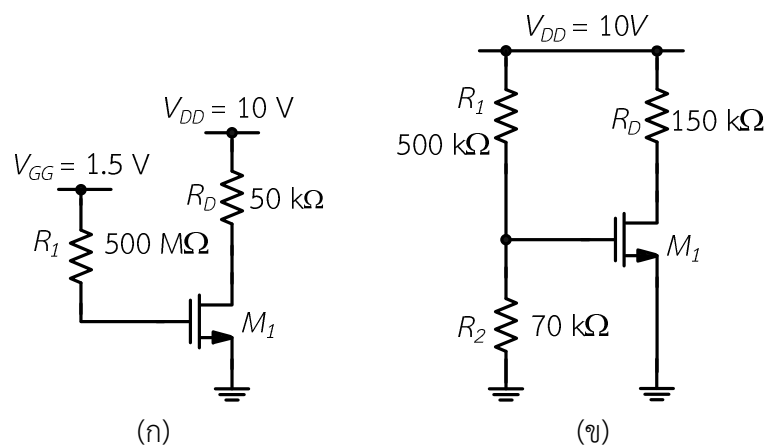 V_DD = 10 V
V_GG = 1.5 V
R_D 50 kΩ
R_1 500 MΩ
M_1
(ก)
V_DD = 10V
R_1
500 kΩ
R_D 150 kΩ
M_1
R_2 70 kΩ
(ข)